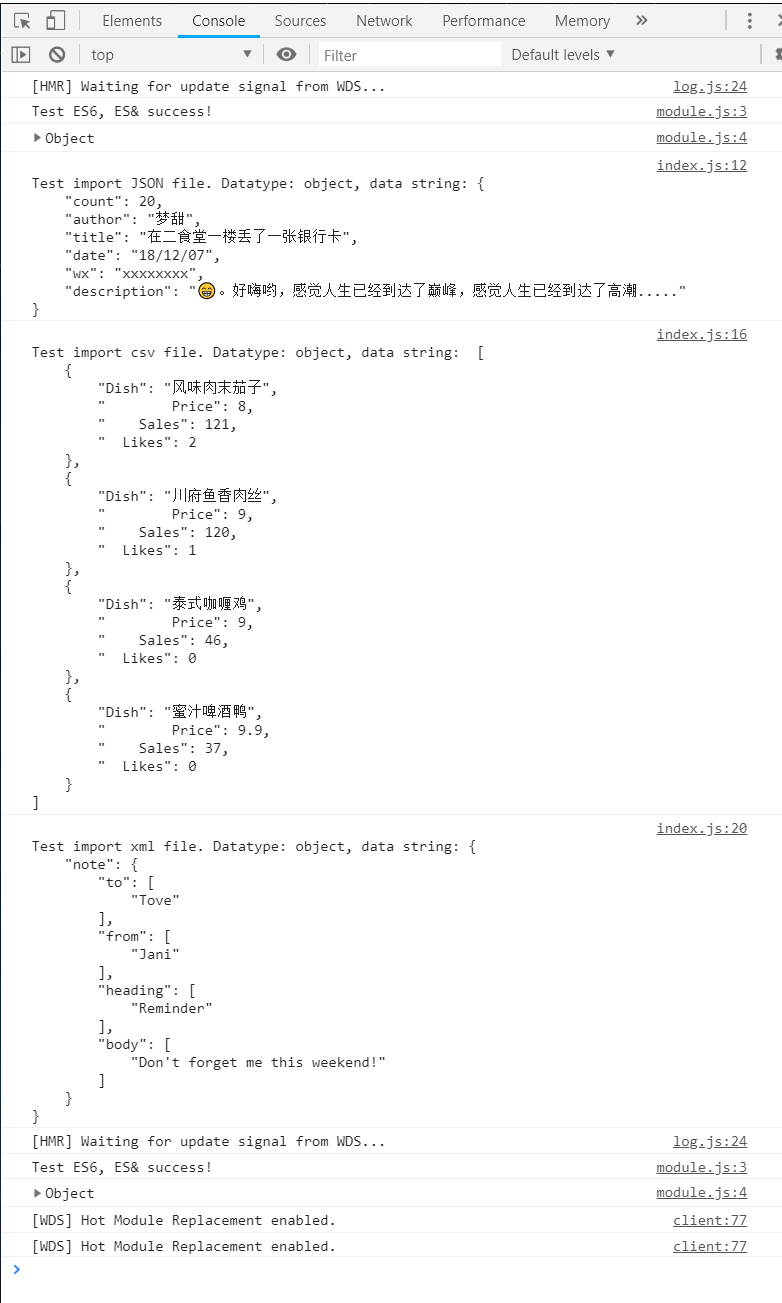 Elements Console Sources Network Performance Memory »
top ▼ Filter Default levels ▼
[HMR] Waiting for update signal from WDS... log.js:24
Test ES6, ES& success! module.js:3
▶Object module.js:4
index.js:12
Test import JSON file. Datatype: object, data string: {
    "count": 20,
    "author": "梦甜",
    "title": "在二食堂一楼丢了一张银行卡",
    "date": "18/12/07",
    "wx": "xxxxxxxx",
    "description": "😁。好嗨哟，感觉人生已经到达了巅峰，感觉人生已经到达了高潮....."
}
index.js:16
Test import csv file. Datatype: object, data string:  [
    {
        "Dish": "风味肉末茄子",
        "        Price": 8,
        "    Sales": 121,
        "  Likes": 2
    },
    {
        "Dish": "川府鱼香肉丝",
        "        Price": 9,
        "    Sales": 120,
        "  Likes": 1
    },
    {
        "Dish": "泰式咖喱鸡",
        "        Price": 9,
        "    Sales": 46,
        "  Likes": 0
    },
    {
        "Dish": "蜜汁啤酒鸭",
        "        Price": 9.9,
        "    Sales": 37,
        "  Likes": 0
    }
]
index.js:20
Test import xml file. Datatype: object, data string: {
    "note": {
        "to": [
            "Tove"
        ],
        "from": [
            "Jani"
        ],
        "heading": [
            "Reminder"
        ],
        "body": [
            "Don't forget me this weekend!"
        ]
    }
}
[HMR] Waiting for update signal from WDS... log.js:24
Test ES6, ES& success! module.js:3
▶Object module.js:4
[WDS] Hot Module Replacement enabled. client:77
[WDS] Hot Module Replacement enabled. client:77